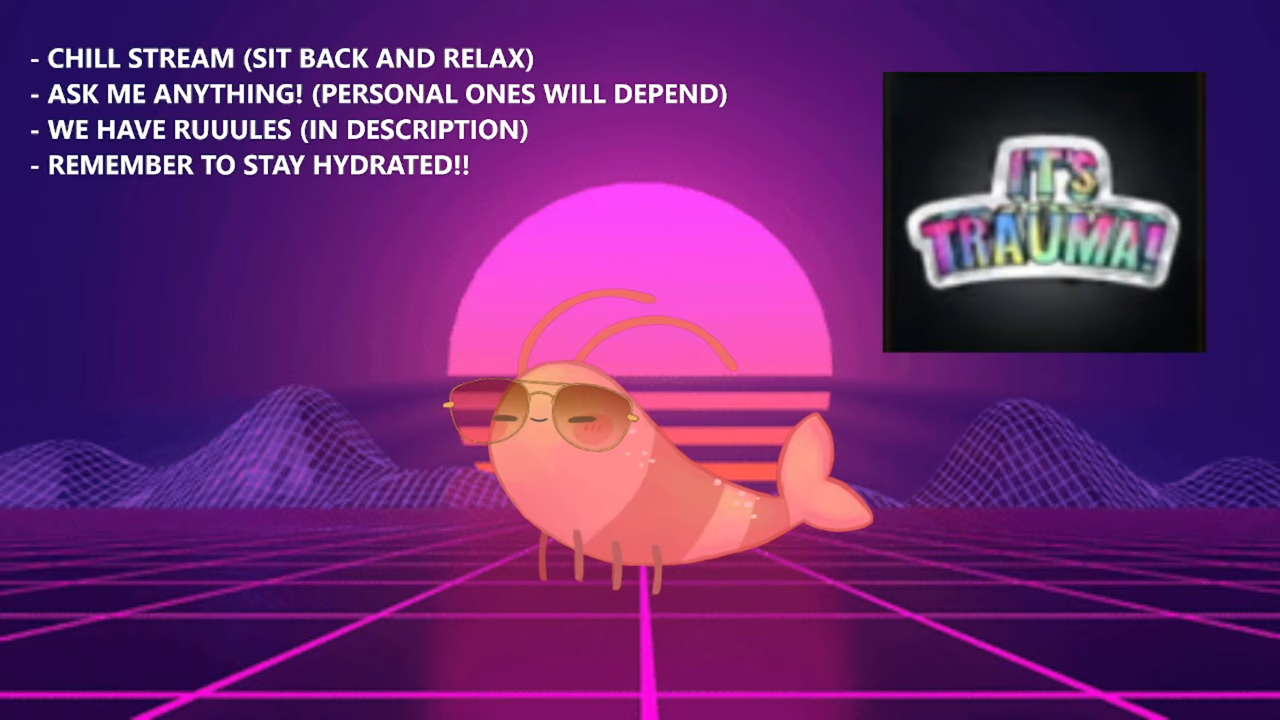 - CHILL STREAM (SIT BACK AND RELAX)
- ASK ME ANYTHING! (PERSONAL ONES WILL DEPEND)
- WE HAVE RUUULES (IN DESCRIPTION)
- REMEMBER TO STAY HYDRATED!!
IT'S
TRAUMA!